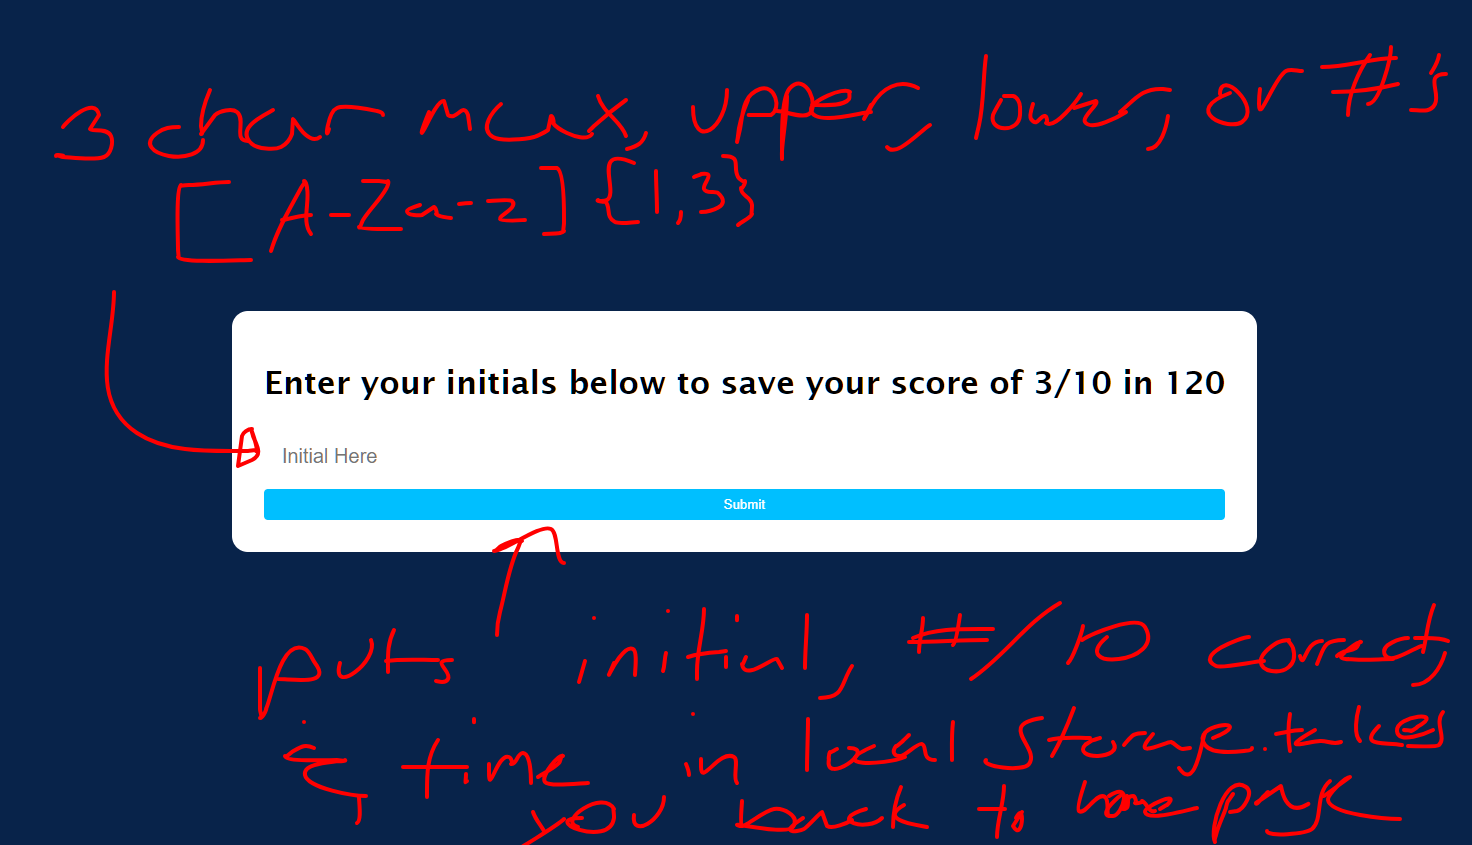 3 char max, upper, lower, or #'s
[A-Za-z]{1,3}
Enter your initials below to save your score of 3/10 in 120
Initial Here
Submit
puts initial, #/10 correct,
& time in local storage. takes
you back to home page